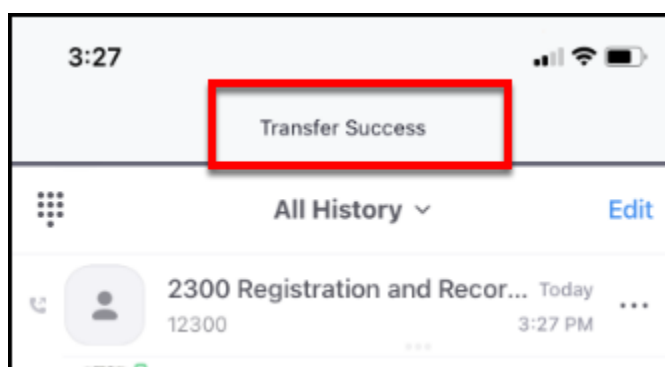 3:27
Transfer Success
All History
Edit
2300 Registration and Recor... Today
12300
3:27 PM